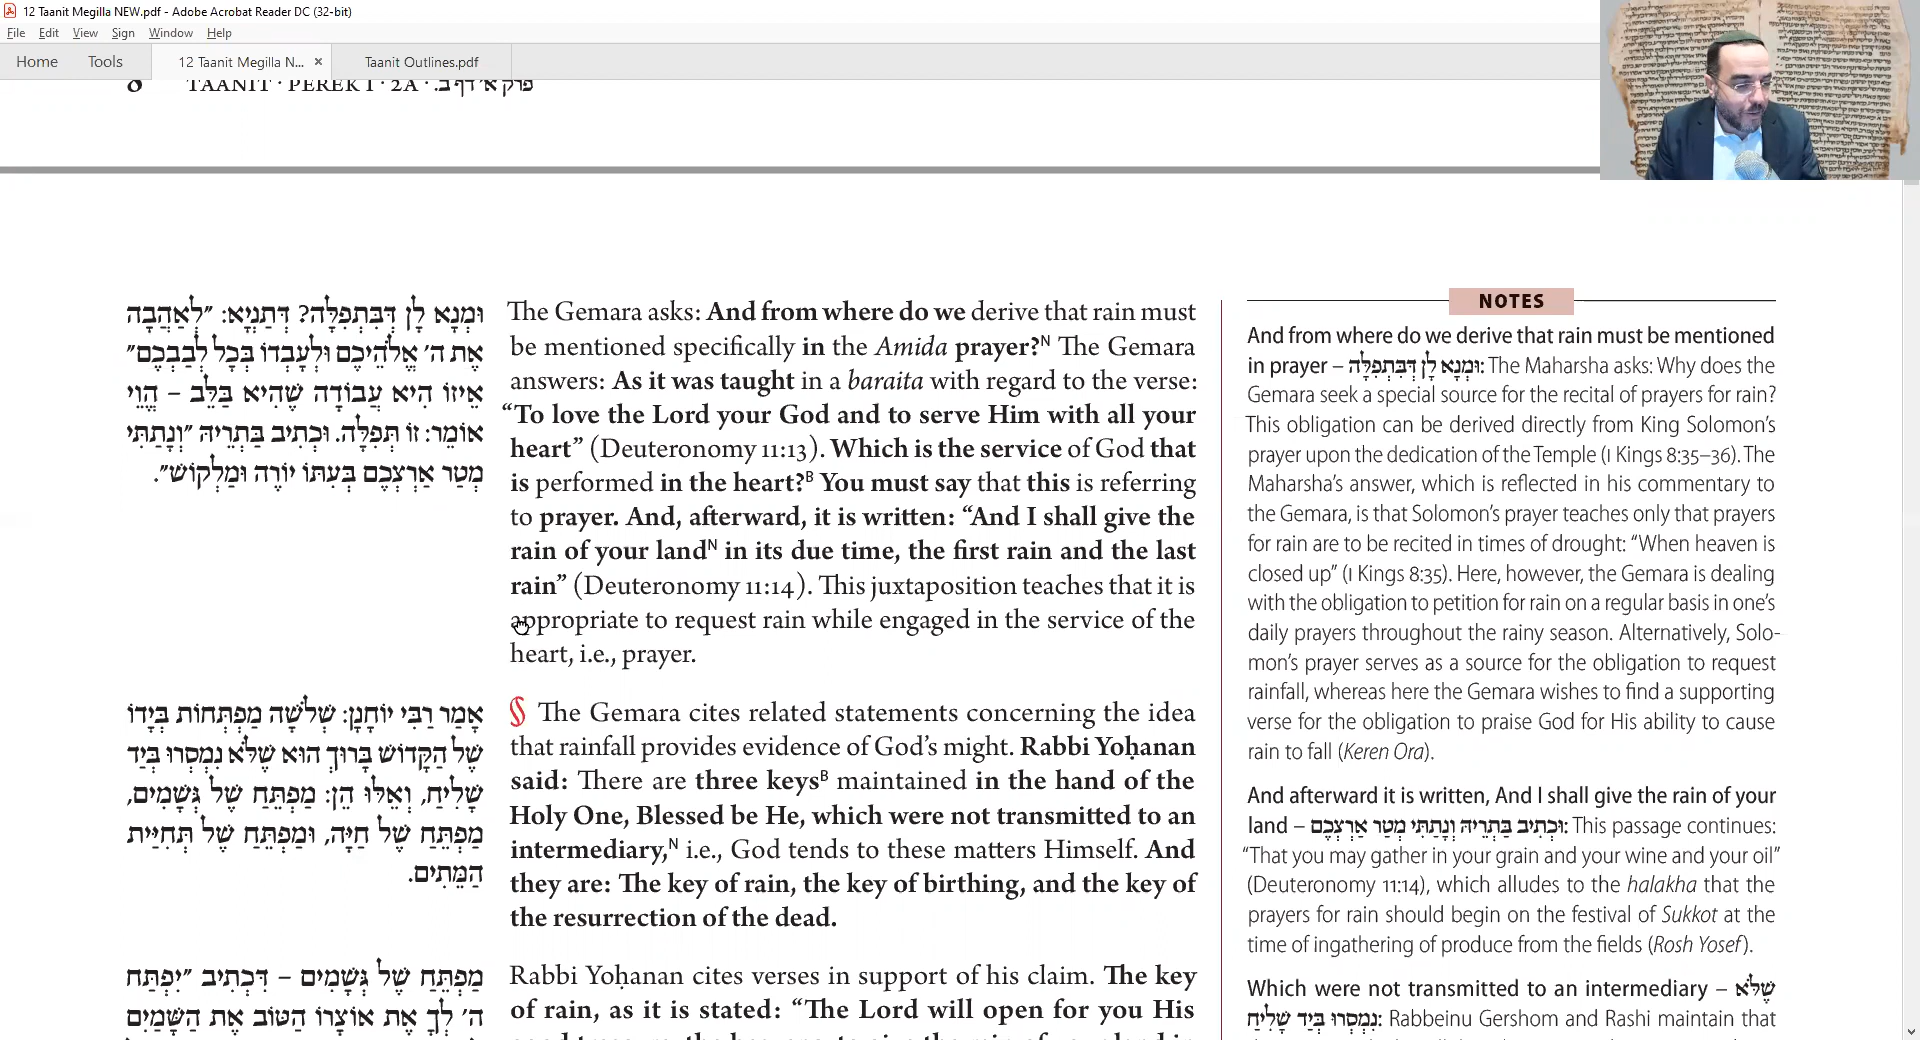 12 Taanit Megilla NEW.pdf - Adobe Acrobat Reader DC (32-bit)
File Edit View Sign Window Help
Home Tools 12 Taanit Megilla N... × Taanit Outlines.pdf
8 TAANIT · PEREK I · 2A · פרק א׳ דף ב.
וּמְנָא לָן דְּבִתְפִלָּה? דְּתַנְיָא: ״לְאַהֲבָה
אֶת ה׳ אֱלֹהֵיכֶם וּלְעָבְדוֹ בְּכׇל לְבַבְכֶם״
אֵיזוֹ הִיא עֲבוֹדָה שֶׁהִיא בַּלֵּב – הֱוֵי
אוֹמֵר: זוֹ תְּפִלָּה. וּכְתִיב בַּתְרֵיהּ ״וְנָתַתִּי
מְטַר אַרְצְכֶם בְּעִתּוֹ יוֹרֶה וּמַלְקוֹשׁ״.
The Gemara asks: And from where do we derive that rain must
be mentioned specifically in the Amida prayer?ᴺ The Gemara
answers: As it was taught in a baraita with regard to the verse:
“To love the Lord your God and to serve Him with all your
heart” (Deuteronomy 11:13). Which is the service of God that
is performed in the heart?ᴮ You must say that this is referring
to prayer. And, afterward, it is written: “And I shall give the
rain of your landᴺ in its due time, the first rain and the last
rain” (Deuteronomy 11:14). This juxtaposition teaches that it is
appropriate to request rain while engaged in the service of the
heart, i.e., prayer.
אָמַר רַבִּי יוֹחָנָן: שְׁלֹשָׁה מַפְתְּחוֹת בְּיָדוֹ
שֶׁל הַקָּדוֹשׁ בָּרוּךְ הוּא שֶׁלֹּא נִמְסְרוּ בְּיַד
שָׁלִיחַ, וְאֵלּוּ הֵן: מַפְתֵּחַ שֶׁל גְּשָׁמִים,
מַפְתֵּחַ שֶׁל חַיָּה, וּמַפְתֵּחַ שֶׁל תְּחִיַּית
הַמֵּתִים.
The Gemara cites related statements concerning the idea
that rainfall provides evidence of God’s might. Rabbi Yoḥanan
said: There are three keysᴮ maintained in the hand of the
Holy One, Blessed be He, which were not transmitted to an
intermediary,ᴺ i.e., God tends to these matters Himself. And
they are: The key of rain, the key of birthing, and the key of
the resurrection of the dead.
מַפְתֵּחַ שֶׁל גְּשָׁמִים – דִּכְתִיב ״יִפְתַּח
ה׳ לְךָ אֶת אוֹצָרוֹ הַטּוֹב אֶת הַשָּׁמַיִם
Rabbi Yoḥanan cites verses in support of his claim. The key
of rain, as it is stated: “The Lord will open for you His
NOTES
And from where do we derive that rain must be mentioned
in prayer – וּמְנָא לָן דְּבִתְפִלָּה: The Maharsha asks: Why does the
Gemara seek a special source for the recital of prayers for rain?
This obligation can be derived directly from King Solomon’s
prayer upon the dedication of the Temple (I Kings 8:35–36). The
Maharsha’s answer, which is reflected in his commentary to
the Gemara, is that Solomon’s prayer teaches only that prayers
for rain are to be recited in times of drought: “When heaven is
closed up” (I Kings 8:35). Here, however, the Gemara is dealing
with the obligation to petition for rain on a regular basis in one’s
daily prayers throughout the rainy season. Alternatively, Solo-
mon’s prayer serves as a source for the obligation to request
rainfall, whereas here the Gemara wishes to find a supporting
verse for the obligation to praise God for His ability to cause
rain to fall (Keren Ora).
And afterward it is written, And I shall give the rain of your
land – וּכְתִיב בַּתְרֵיהּ וְנָתַתִּי מְטַר אַרְצְכֶם: This passage continues:
“That you may gather in your grain and your wine and your oil”
(Deuteronomy 11:14), which alludes to the halakha that the
prayers for rain should begin on the festival of Sukkot at the
time of ingathering of produce from the fields (Rosh Yosef).
Which were not transmitted to an intermediary – שֶׁלֹּא
נִמְסְרוּ בְּיַד שָׁלִיחַ: Rabbeinu Gershom and Rashi maintain that